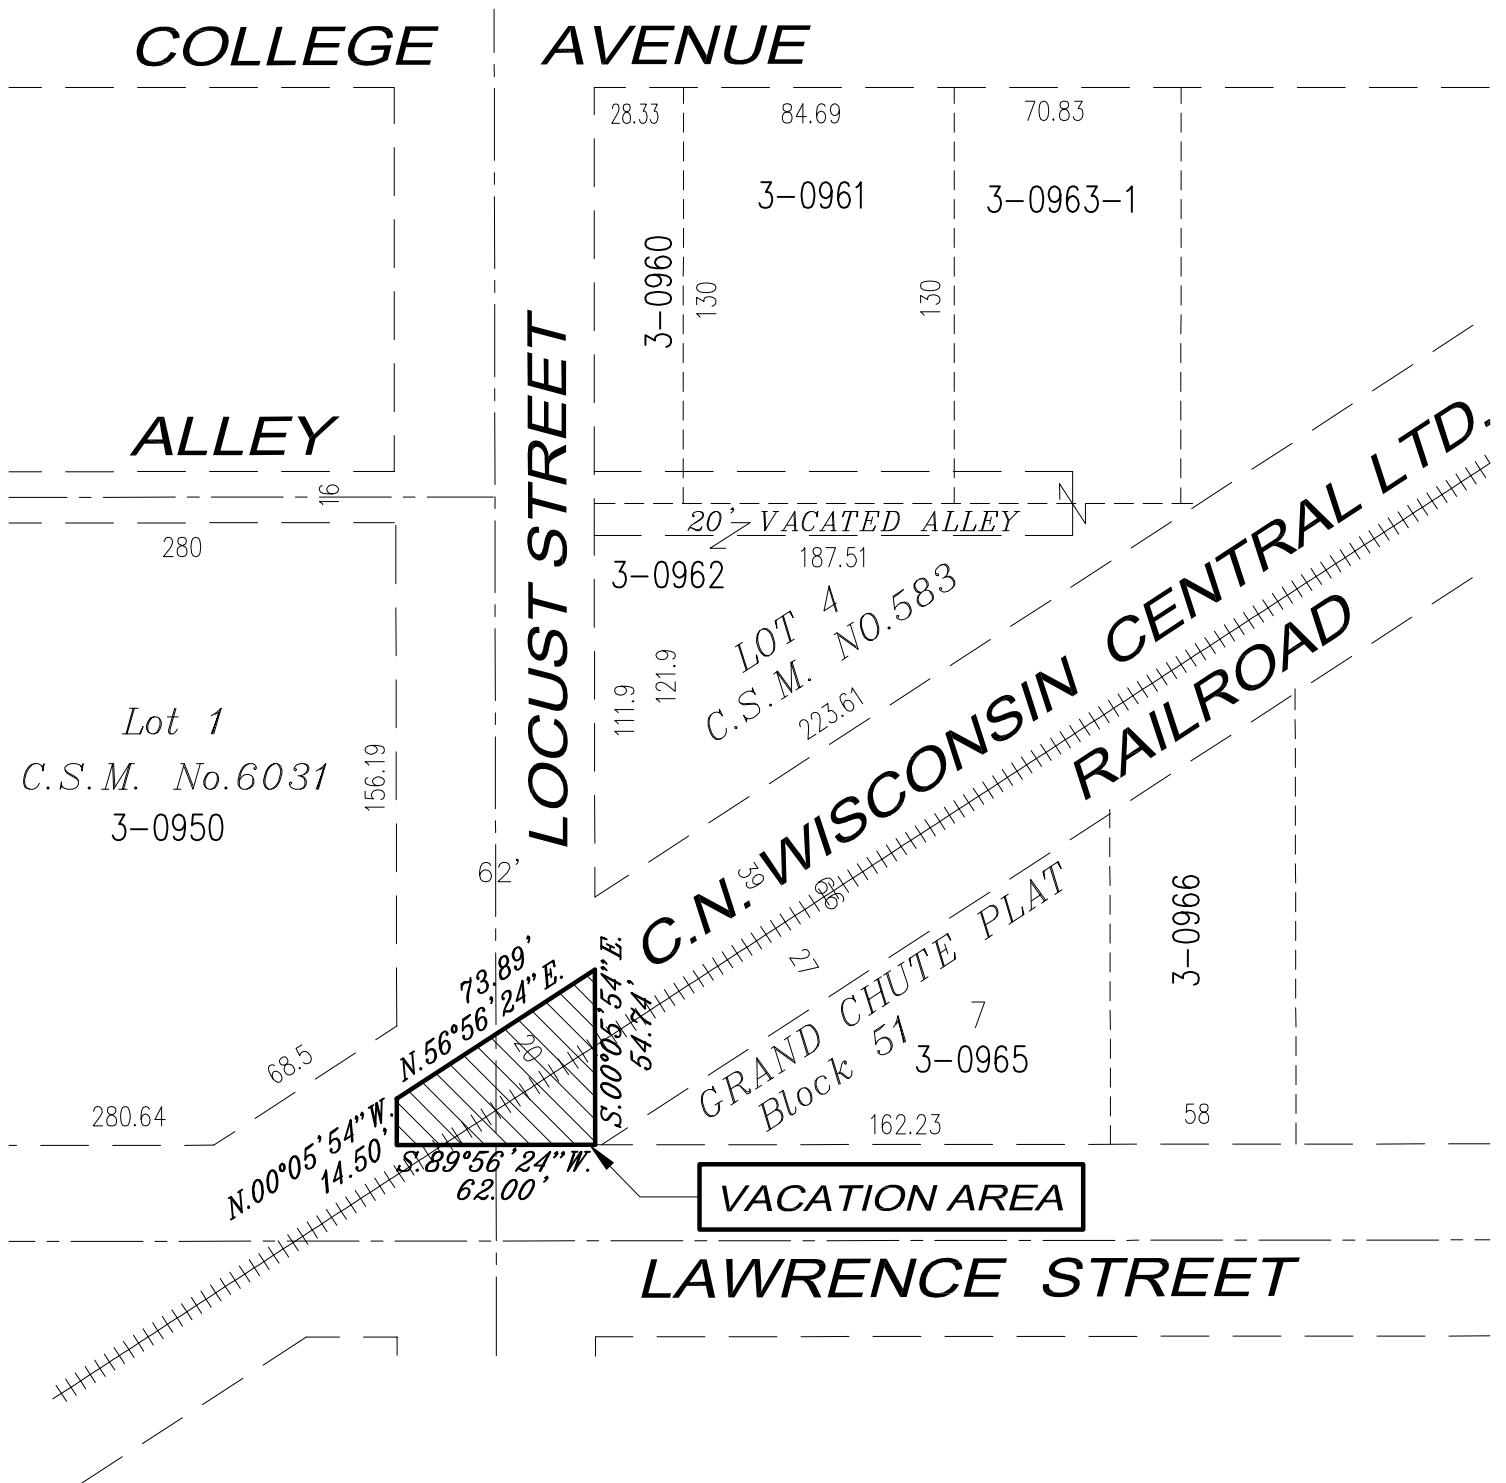 COLLEGE AVENUE
28.33 84.69 70.83
3-0961 3-0963-1
3-0960
130
130
ALLEY
16
LOCUST STREET
20' VACATED ALLEY
280
187.51
3-0962
LOT 4
C.S.M. NO.583
111.9
121.9
223.61
C.N. WISCONSIN CENTRAL LTD.
RAILROAD
Lot 1
C.S.M. No.6031
3-0950
156.19
62'
39
66
27
3-0966
GRAND CHUTE PLAT
Block 51
7
3-0965
73.89'
N.56°56'24"E.
20
S.00°05'54"E.
54.74'
68.5
280.64
N.00°05'54"W.
14.50'
S.89°56'24"W.
62.00'
162.23
58
VACATION AREA
LAWRENCE STREET